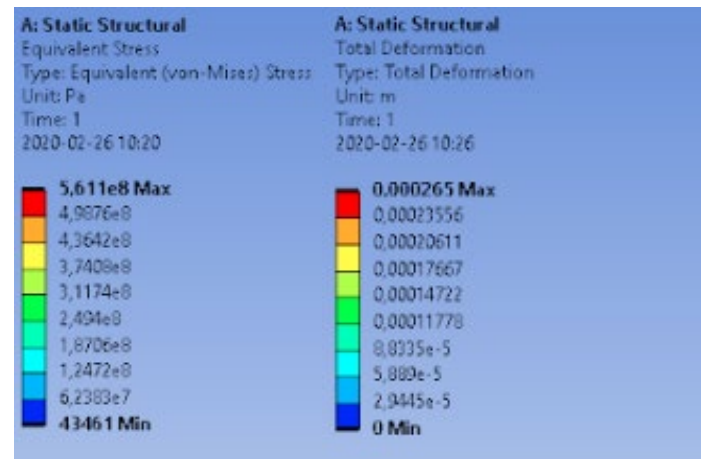 A: Static Structural
Equivalent Stress
Type: Equivalent (von-Mises) Stress
Unit: Pa
Time: 1
2020-02-26 10:20
5,611e8 Max
4,9876e8
4,3642e8
3,7408e8
3,1174e8
2,494e8
1,8706e8
1,2472e8
6,2383e7
43461 Min
A: Static Structural
Total Deformation
Type: Total Deformation
Unit: m
Time: 1
2020-02-26 10:26
0,000265 Max
0,00023556
0,00020611
0,00017667
0,00014722
0,00011778
8,8335e-5
5,889e-5
2,9445e-5
0 Min